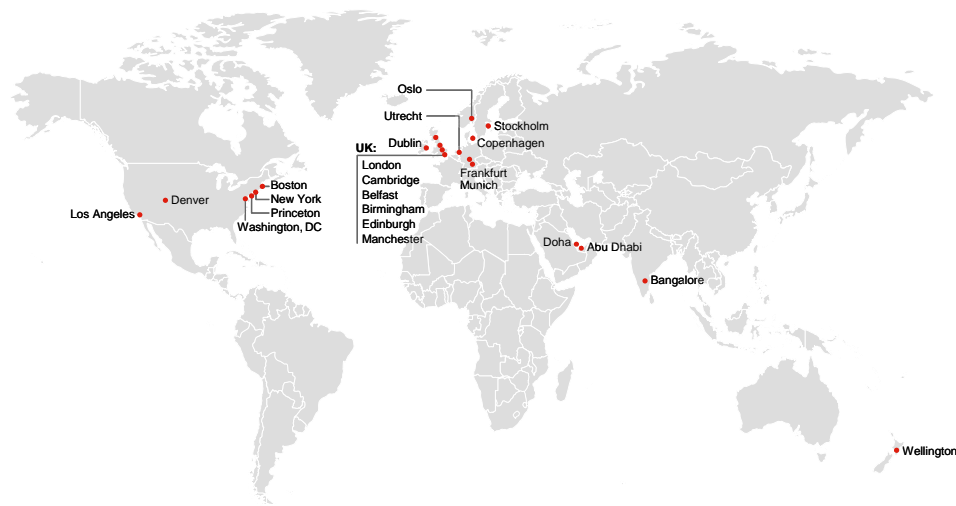 Oslo
Utrecht
Stockholm
Dublin
Copenhagen
UK:
London
Cambridge
Belfast
Birmingham
Edinburgh
Manchester
Frankfurt
Munich
Boston
Denver
New York
Los Angeles
Princeton
Washington, DC
Doha
Abu Dhabi
Bangalore
Wellington